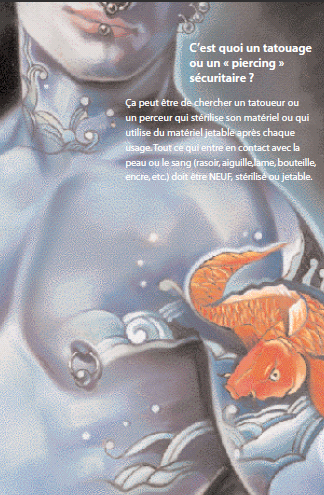 C'est quoi un tatouage
ou un « piercing »
sécuritaire ?
Ça peut être de chercher un tatoueur ou
un perceur qui stérilise son matériel ou qui
utilise du matériel jetable après chaque
usage. Tout ce qui entre en contact avec la
peau ou le sang (rasoir, aiguille, lame, bouteille,
encre, etc.) doit être NEUF, stérilisé ou jetable.